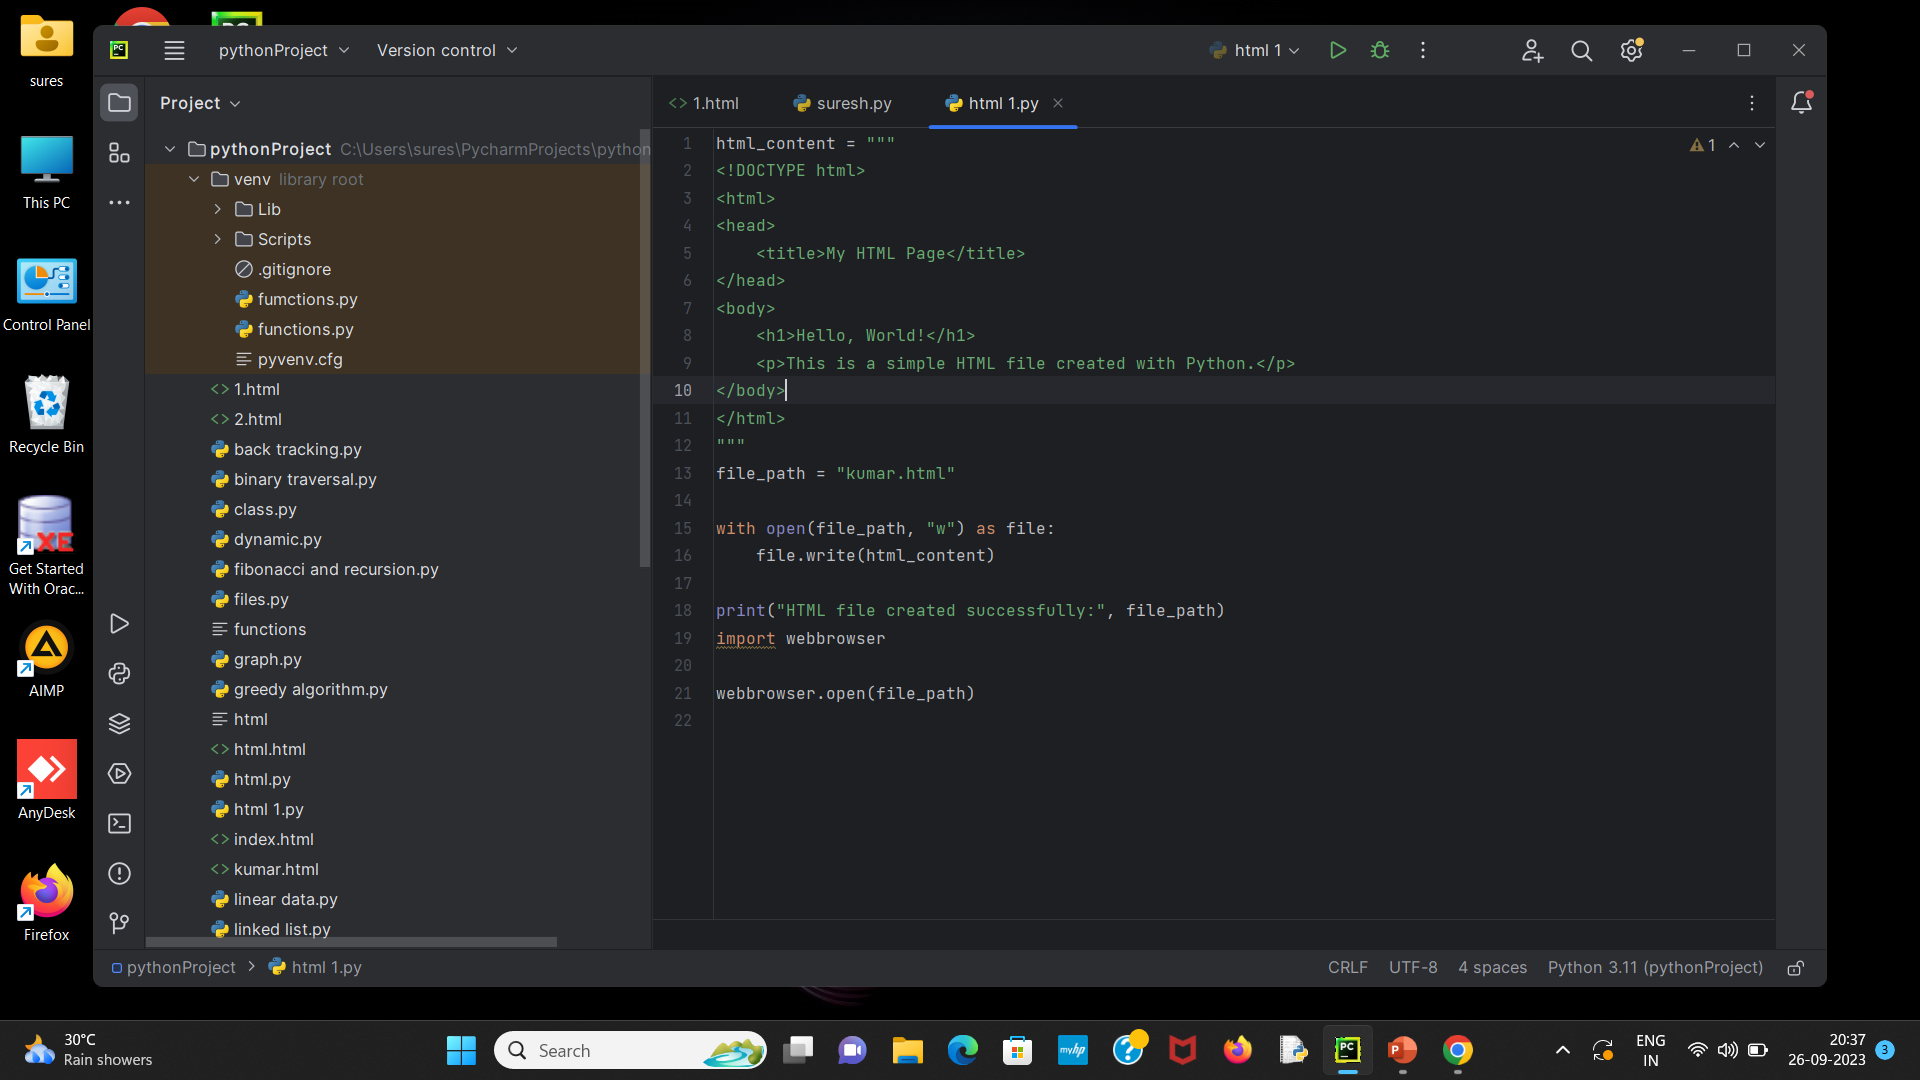 sures
This PC
Control Panel
Recycle Bin
XE
Get Started
With Orac...
AIMP
AnyDesk
Firefox
PC
pythonProject
Version control
html 1
Project
pythonProject C:\Users\sures\PycharmProjects\python
venv library root
Lib
Scripts
.gitignore
fumctions.py
functions.py
pyvenv.cfg
1.html
2.html
back tracking.py
binary traversal.py
class.py
dynamic.py
fibonacci and recursion.py
files.py
functions
graph.py
greedy algorithm.py
html
html.html
html.py
html 1.py
index.html
kumar.html
linear data.py
linked list.py
1.html
suresh.py
html 1.py
1
1 html_content = """
2 <!DOCTYPE html>
3 <html>
4 <head>
5     <title>My HTML Page</title>
6 </head>
7 <body>
8     <h1>Hello, World!</h1>
9     <p>This is a simple HTML file created with Python.</p>
10 </body>
11 </html>
12 """
13 file_path = "kumar.html"
14
15 with open(file_path, "w") as file:
16     file.write(html_content)
17
18 print("HTML file created successfully:", file_path)
19 import webbrowser
20
21 webbrowser.open(file_path)
22
pythonProject > html 1.py
CRLF
UTF-8
4 spaces
Python 3.11 (pythonProject)
30°C
Rain showers
Search
myhp
?
PC
P
ENG
IN
20:37
26-09-2023
3